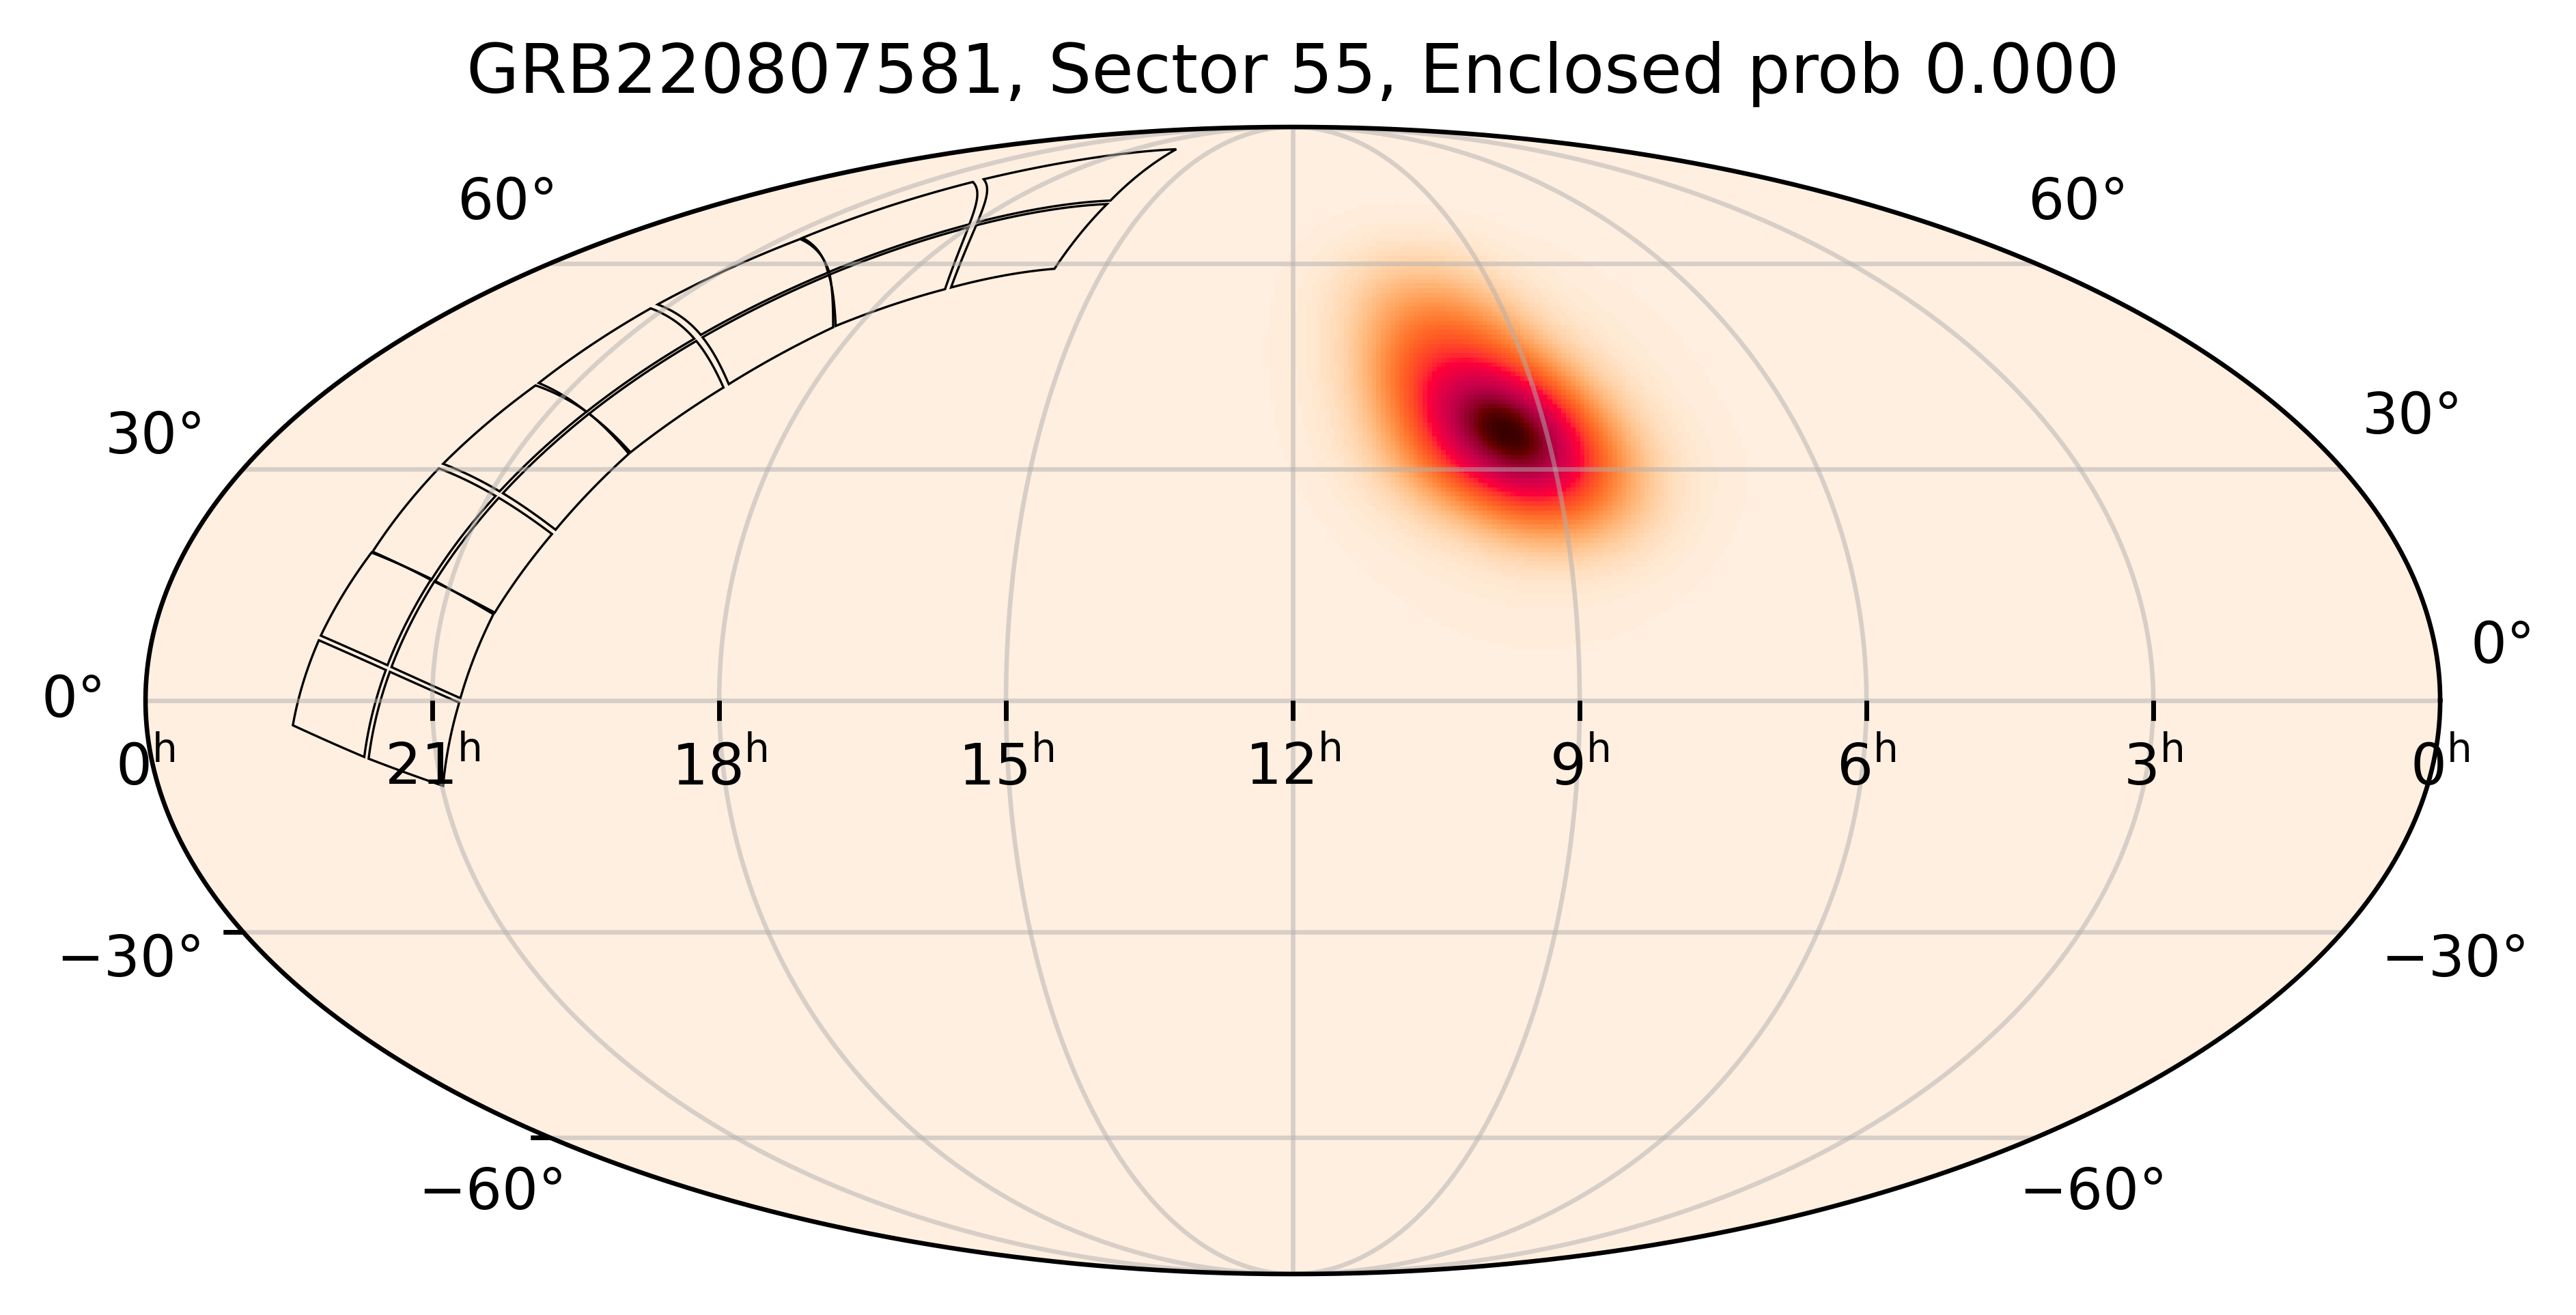 GRB220807581, Sector 55, Enclosed prob 0.000
60° 60°
30° 30°
0° 0°
0h 21h 18h 15h 12h 9h 6h 3h 0h
−30° −30°
−60° −60°